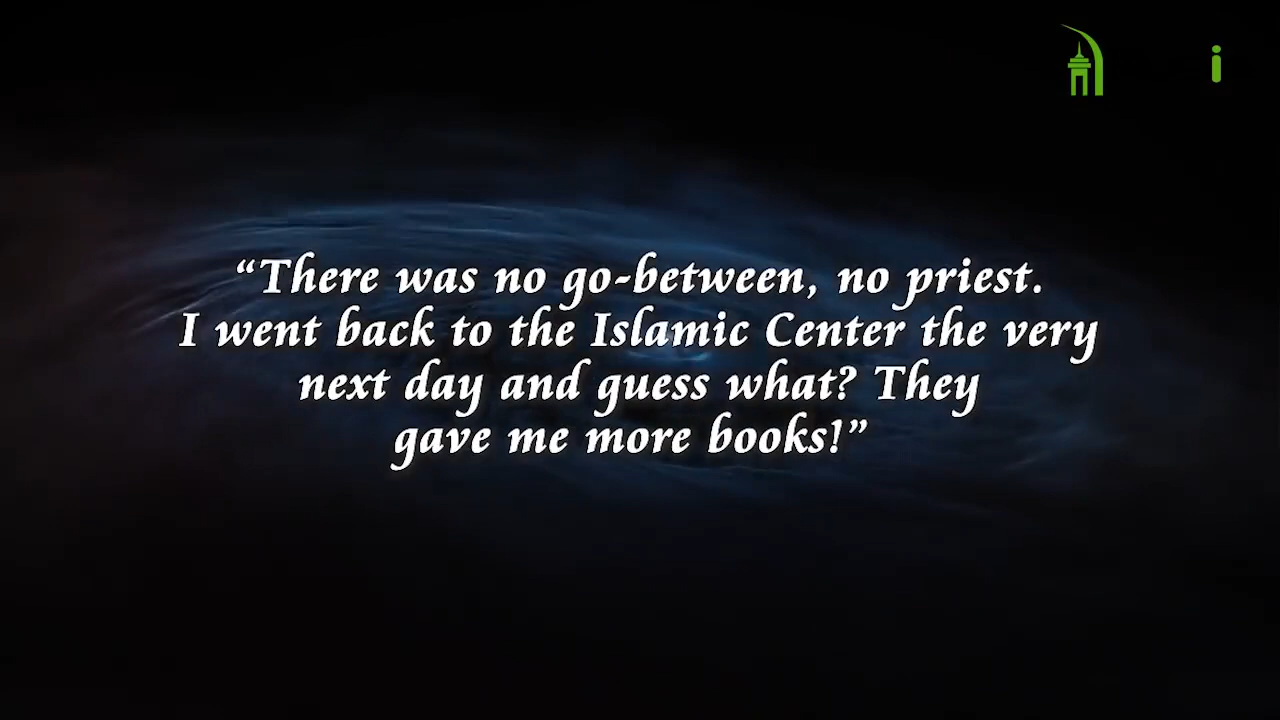 “There was no go-between, no priest.
I went back to the Islamic Center the very
next day and guess what? They
gave me more books!”